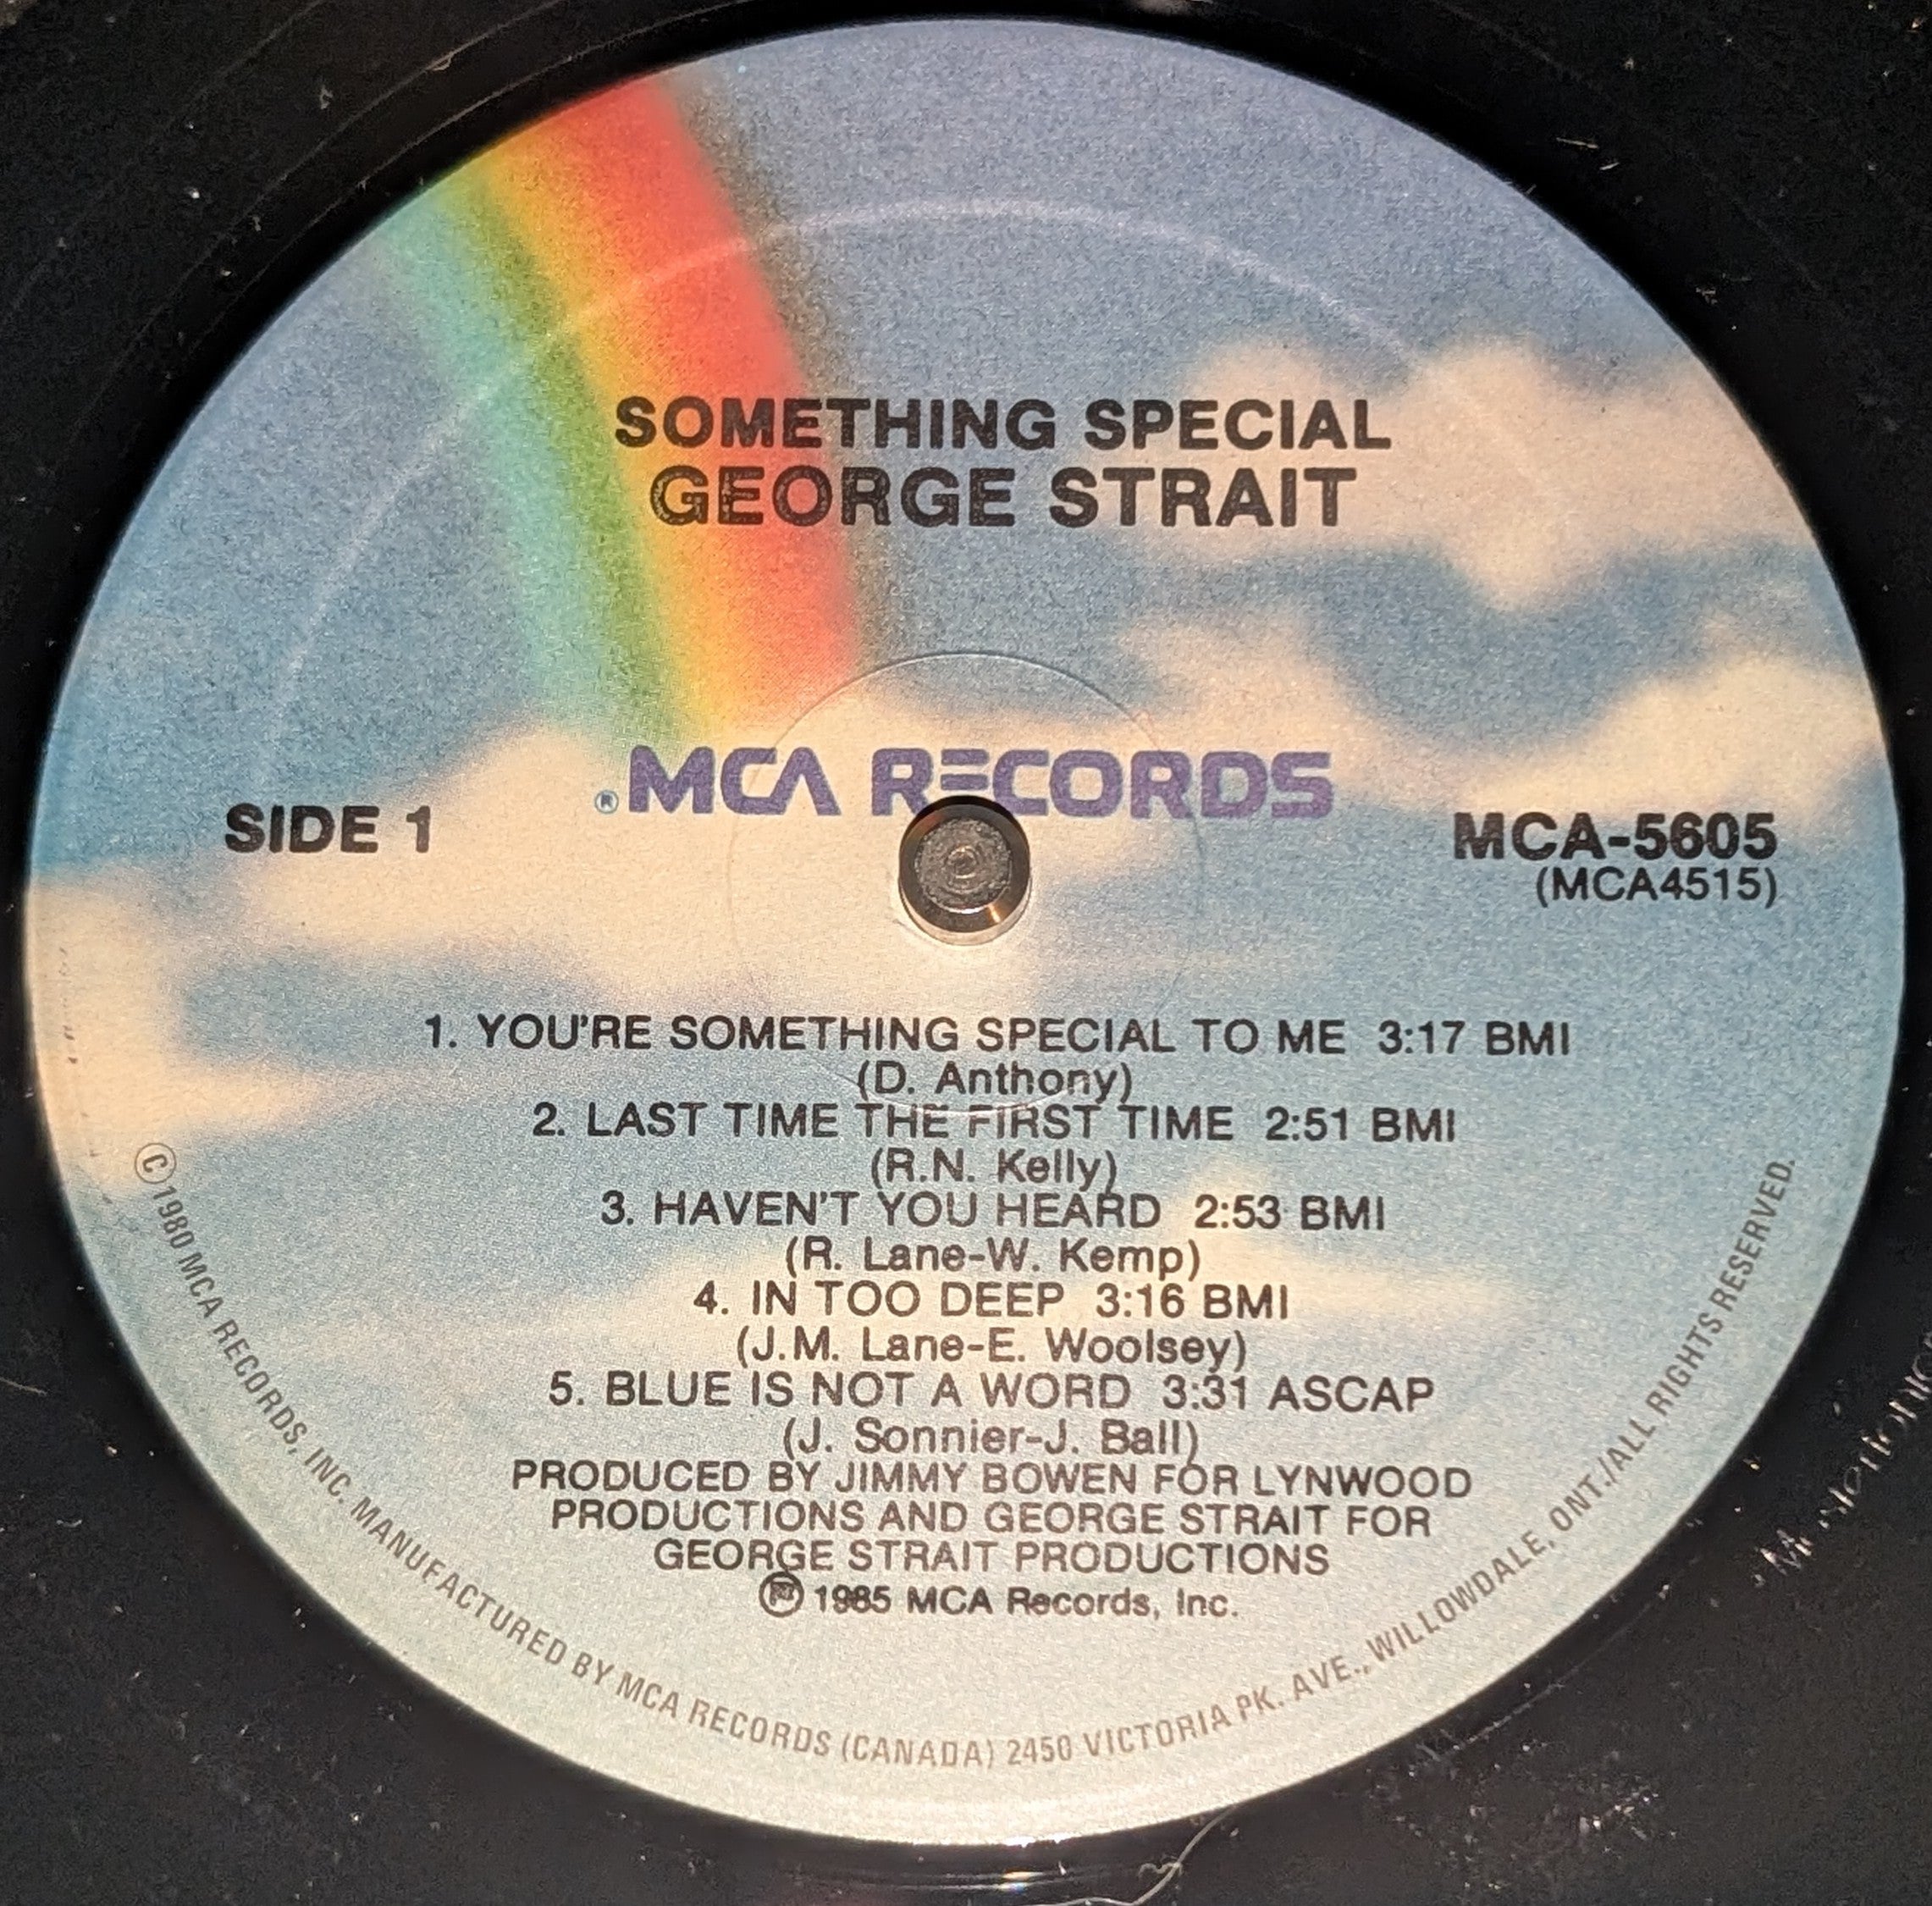 SOMETHING SPECIAL
GEORGE STRAIT
® MCA RECORDS
SIDE 1
MCA-5605
(MCA4515)
1. YOU'RE SOMETHING SPECIAL TO ME 3:17 BMI
(D. Anthony)
2. LAST TIME THE FIRST TIME 2:51 BMI
(R.N. Kelly)
3. HAVEN'T YOU HEARD 2:53 BMI
(R. Lane-W. Kemp)
4. IN TOO DEEP 3:16 BMI
(J.M. Lane-E. Woolsey)
5. BLUE IS NOT A WORD 3:31 ASCAP
(J. Sonnier-J. Ball)
PRODUCED BY JIMMY BOWEN FOR LYNWOOD
PRODUCTIONS AND GEORGE STRAIT FOR
GEORGE STRAIT PRODUCTIONS
℗ 1985 MCA Records, Inc.
© 1980 MCA RECORDS, INC. MANUFACTURED BY MCA RECORDS (CANADA) 2450 VICTORIA PK. AVE., WILLOWDALE, ONT./ALL RIGHTS RESERVED.